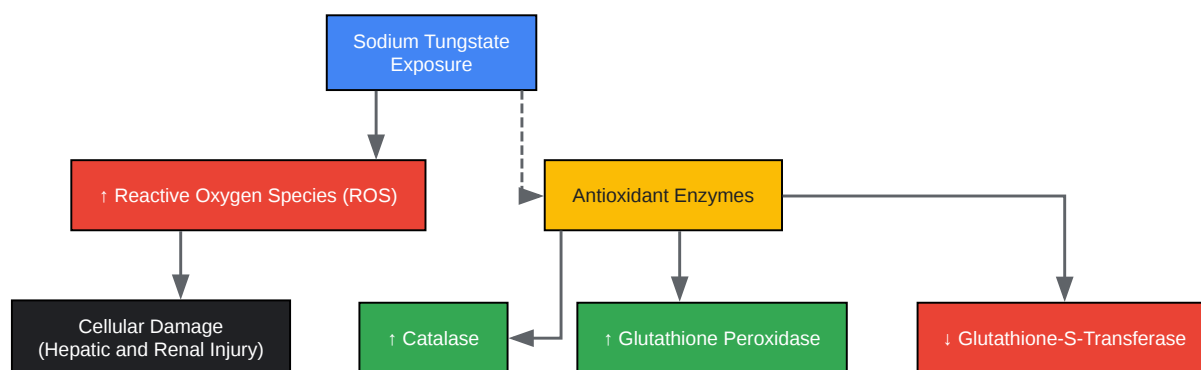 Sodium Tungstate
Exposure
↑ Reactive Oxygen Species (ROS)
Antioxidant Enzymes
Cellular Damage
(Hepatic and Renal Injury)
↑ Catalase
↑ Glutathione Peroxidase
↓ Glutathione-S-Transferase